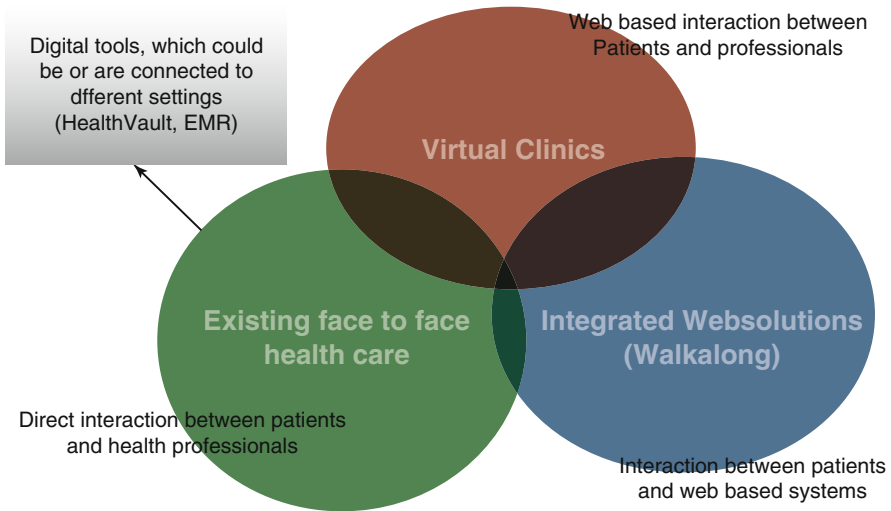 Digital tools, which could
be or are connected to
dfferent settings
(HealthVault, EMR)
Web based interaction between
Patients and professionals
Virtual Clinics
Existing face to face
health care
Integrated Websolutions
(Walkalong)
Direct interaction between patients
and health professionals
Interaction between patients
and web based systems